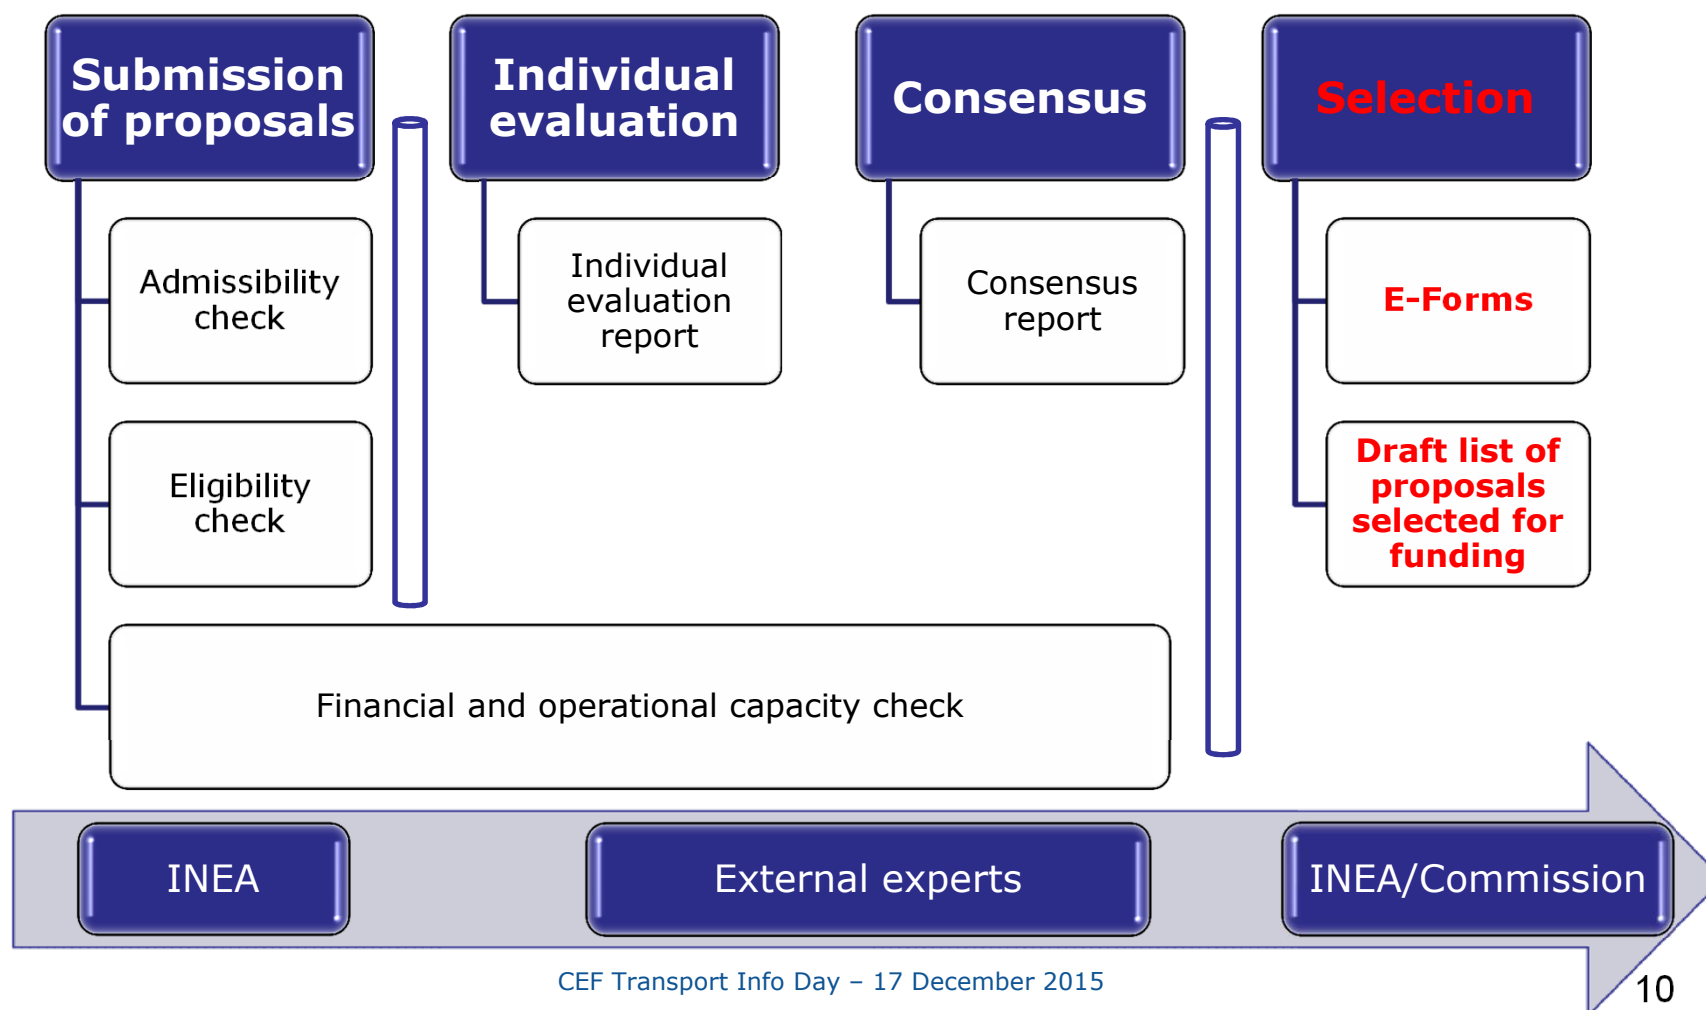 Submission
of proposals
Individual
evaluation
Consensus
Selection
Admissibility
check
Individual
evaluation
report
Consensus
report
E-Forms
Eligibility
check
Draft list of
proposals
selected for
funding
Financial and operational capacity check
INEA
External experts
INEA/Commission
CEF Transport Info Day – 17 December 2015
10